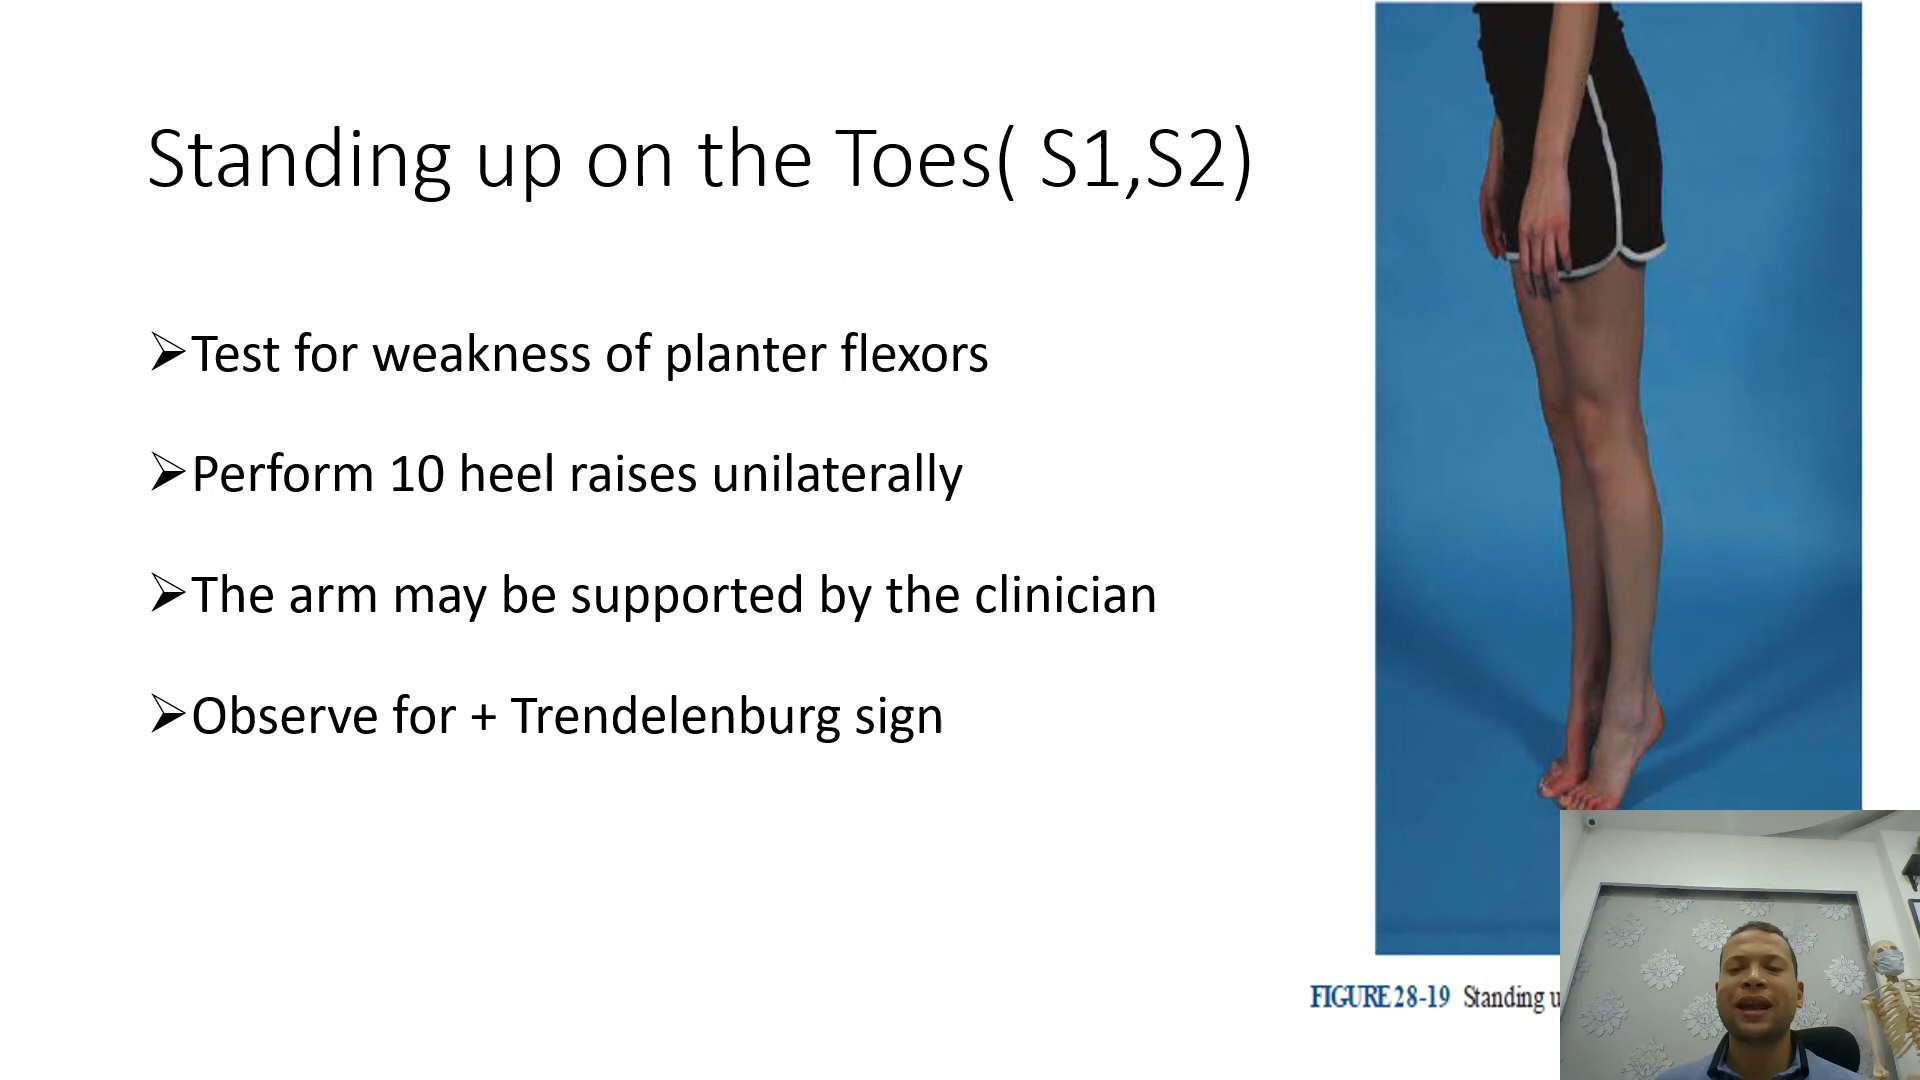 Standing up on the Toes( S1,S2)
➢Test for weakness of planter flexors
➢Perform 10 heel raises unilaterally
➢The arm may be supported by the clinician
➢Observe for + Trendelenburg sign
FIGURE 28-19 Standing u